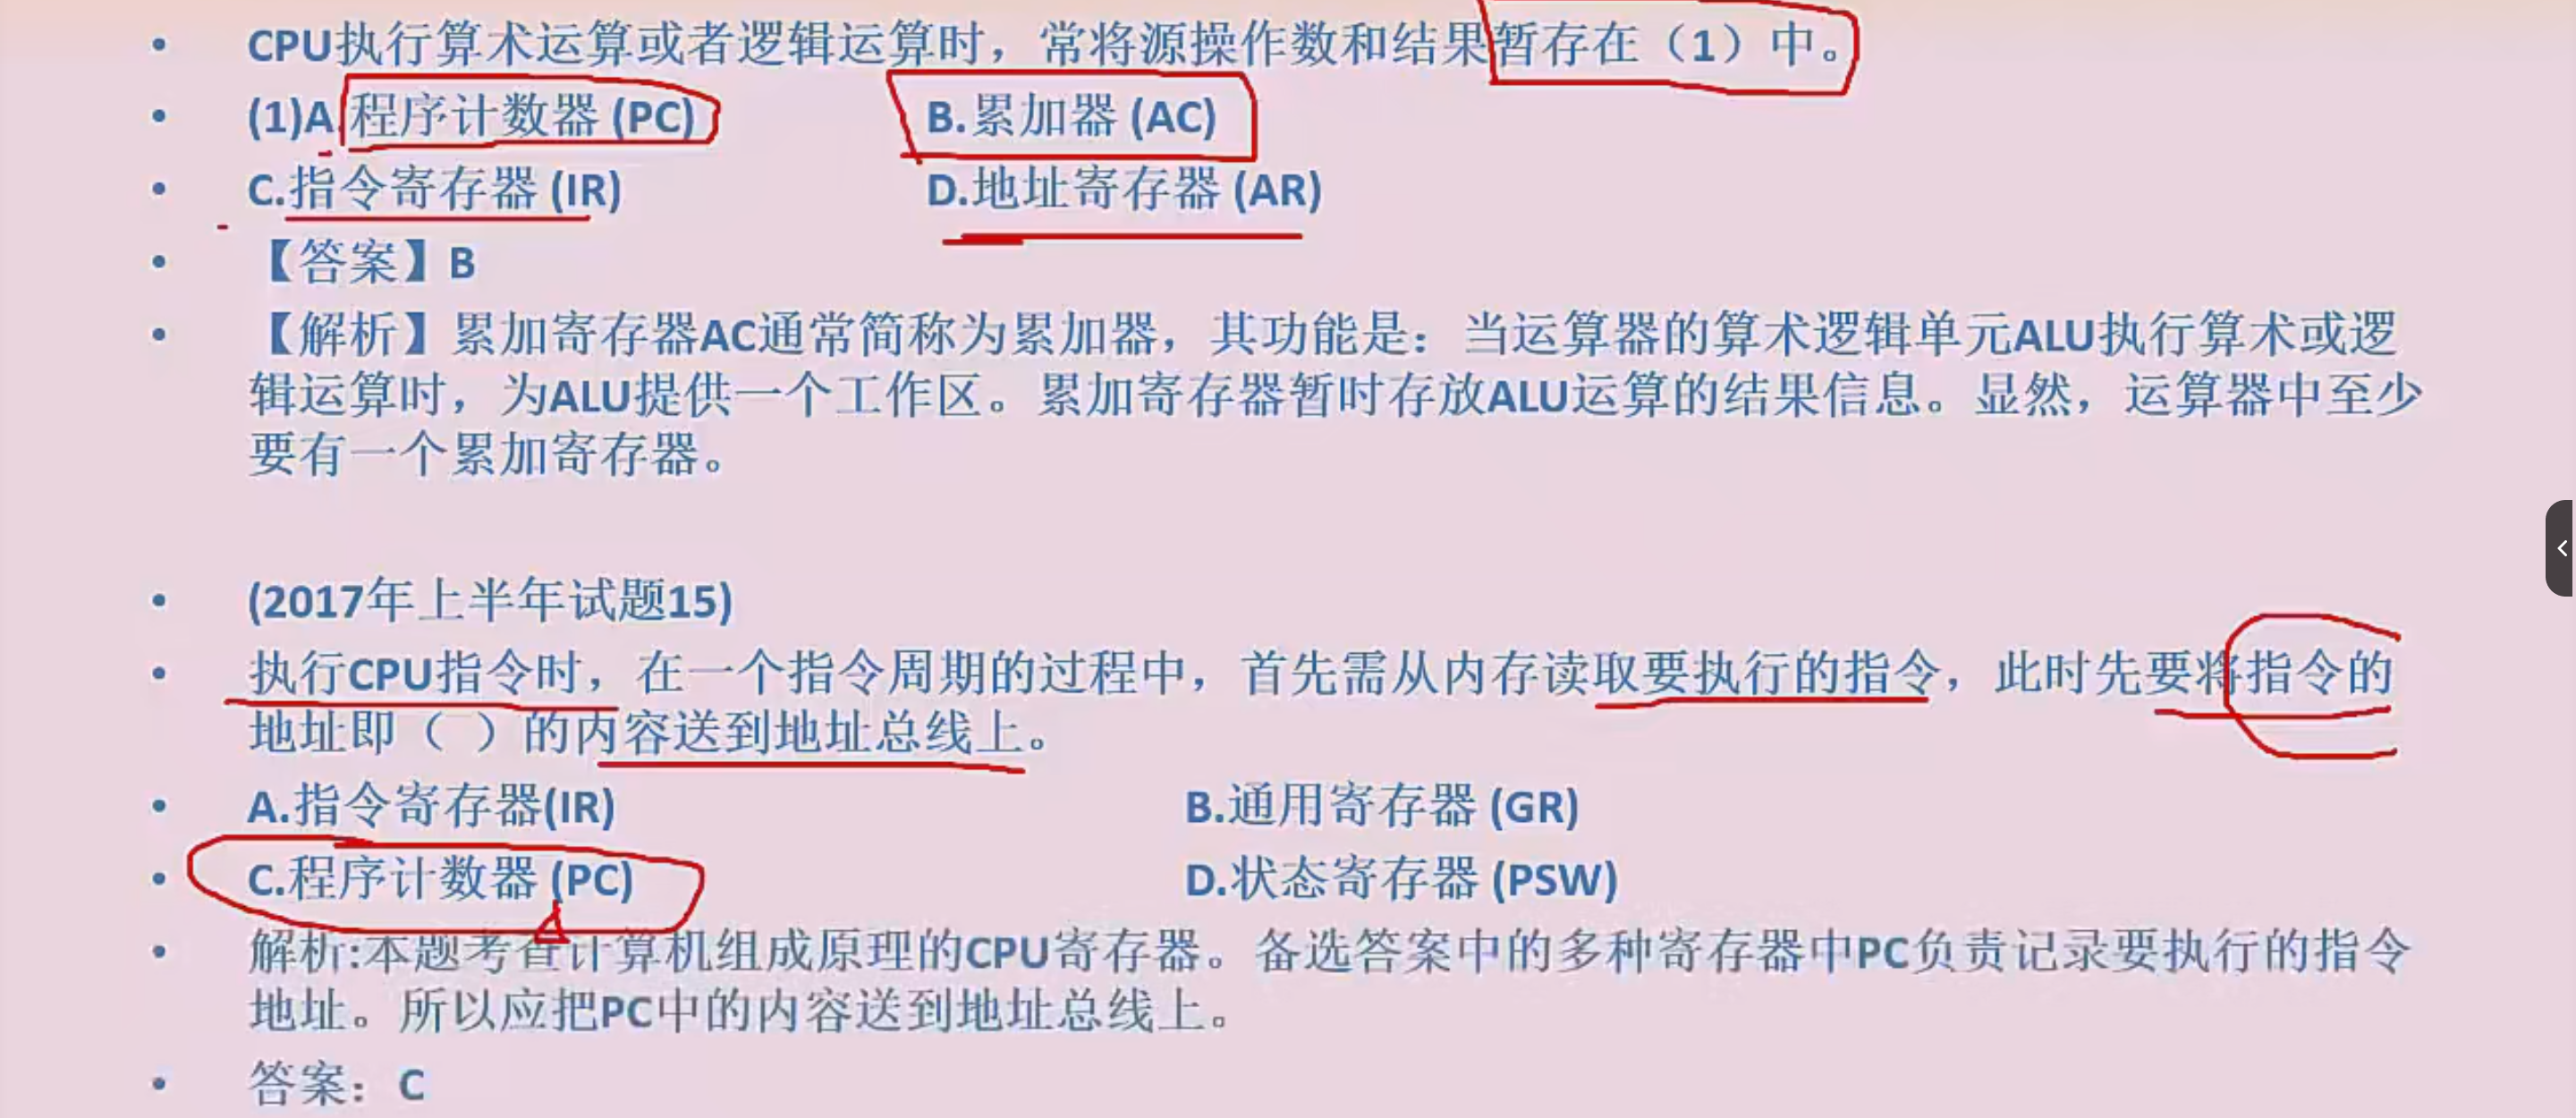 • CPU执行算术运算或者逻辑运算时，常将源操作数和结果暂存在（1）中。
• (1)A.程序计数器 (PC) B.累加器 (AC)
• C.指令寄存器 (IR) D.地址寄存器 (AR)
• 【答案】B
• 【解析】累加寄存器AC通常简称为累加器，其功能是：当运算器的算术逻辑单元ALU执行算术或逻
辑运算时，为ALU提供一个工作区。累加寄存器暂时存放ALU运算的结果信息。显然，运算器中至少
要有一个累加寄存器。
• (2017年上半年试题15)
• 执行CPU指令时，在一个指令周期的过程中，首先需从内存读取要执行的指令，此时先要将指令的
地址即（ ）的内容送到地址总线上。
• A.指令寄存器(IR) B.通用寄存器 (GR)
• C.程序计数器 (PC) D.状态寄存器 (PSW)
• 解析:本题考查计算机组成原理的CPU寄存器。备选答案中的多种寄存器中PC负责记录要执行的指令
地址。所以应把PC中的内容送到地址总线上。
• 答案：C